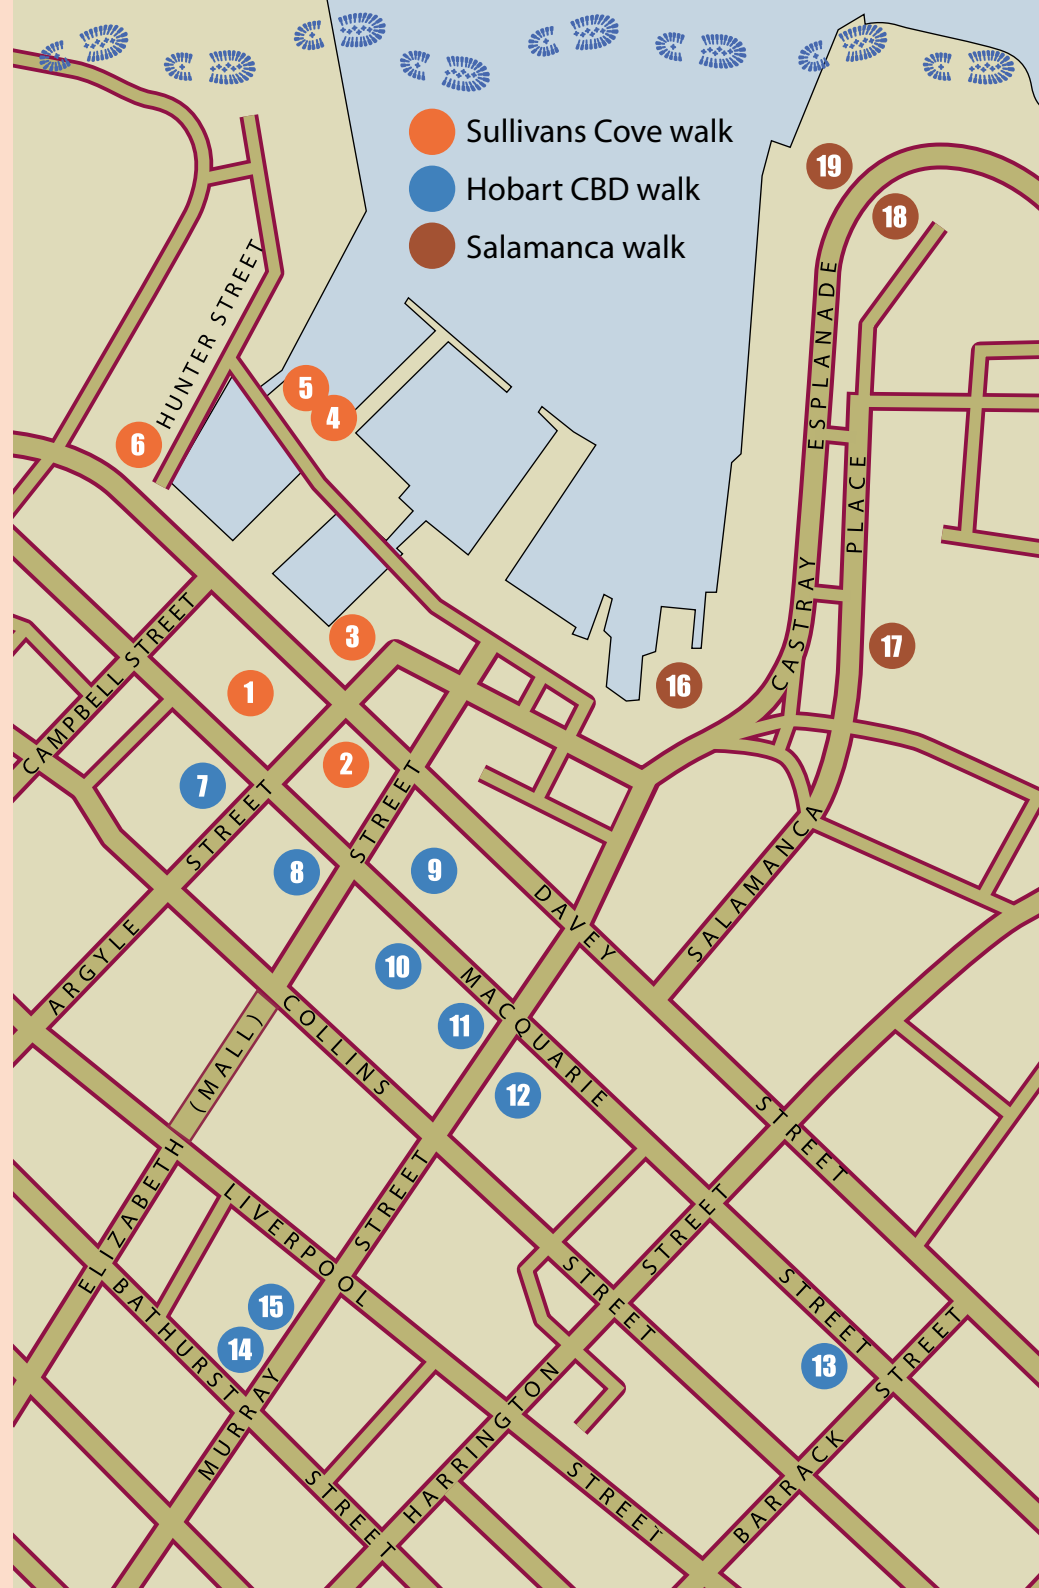 Sullivans Cove walk
Hobart CBD walk
Salamanca walk
19
18
HUNTER STREET
ESPLANADE
5
4
6
PLACE
CASTRAY
CAMPBELL STREET
3
17
1
16
2
7
STREET
STREET
8
9
SALAMANCA
DAVEY
ARGYLE
10
MACQUARIE
COLLINS
11
(MALL)
12
STREET
ELIZABETH
STREET
LIVERPOOL
STREET
STREET
STREET
BATHURST
15
14
13
STREET
MURRAY
HARRINGTON
BARRACK
STREET
STREET